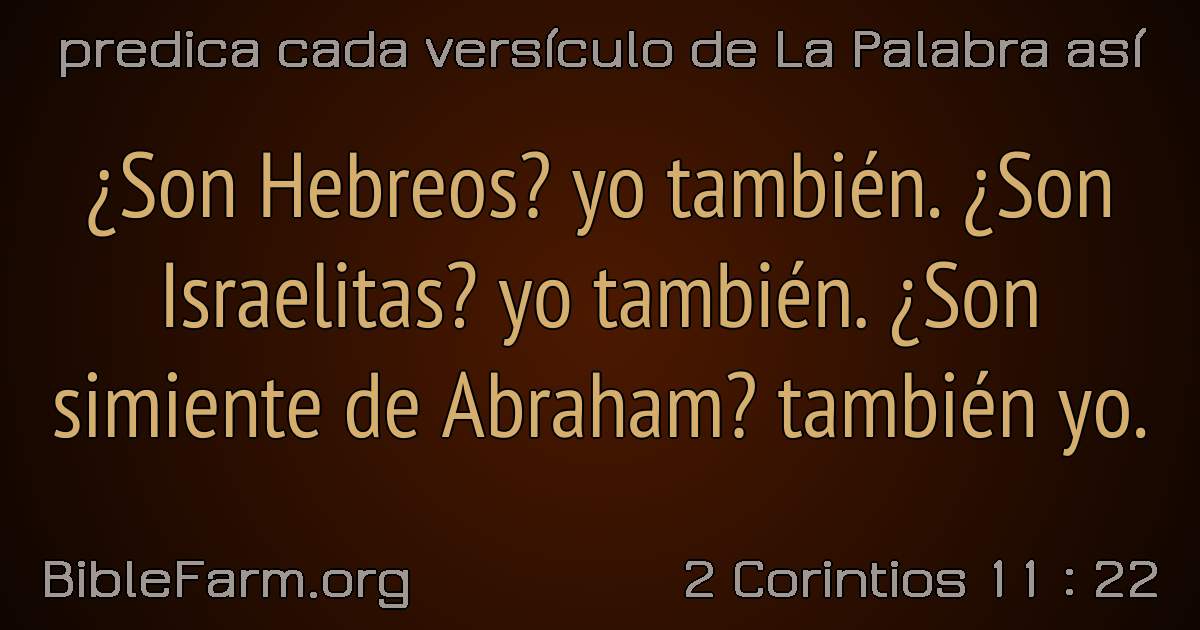 predica cada versículo de La Palabra así
¿Son Hebreos? yo también. ¿Son
Israelitas? yo también. ¿Son
simiente de Abraham? también yo.
BibleFarm.org
2 Corintios 11 : 22